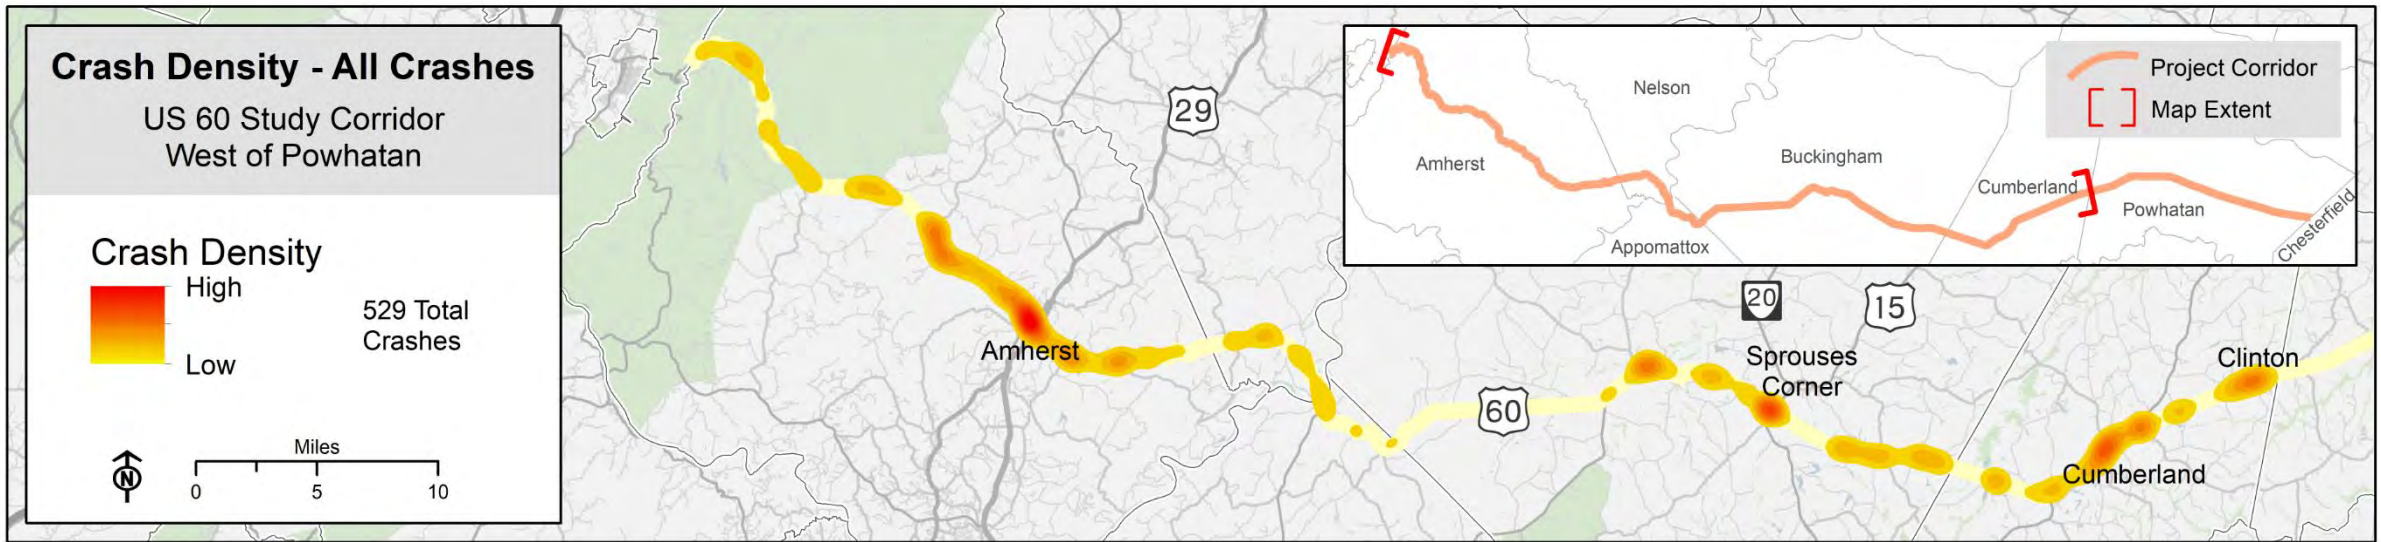 Crash Density - All Crashes
US 60 Study Corridor
West of Powhatan
Crash Density
High
Low
529 Total
Crashes
N
Miles
0 5 10
29
Amherst
60
20
15
Sprouses
Corner
Clinton
Cumberland
Nelson
Amherst
Buckingham
Appomattox
Cumberland
Powhatan
Chesterfield
Project Corridor
Map Extent